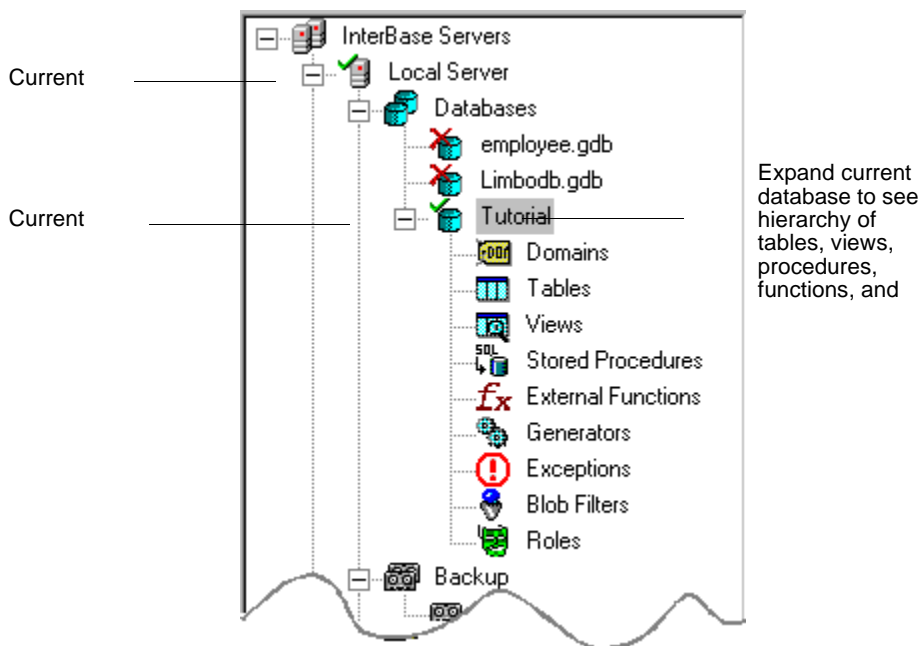 InterBase Servers
Current
Local Server
Databases
employee.gdb
Limbodb.gdb
Current
Tutorial
Expand current
database to see
hierarchy of
tables, views,
procedures,
functions, and
Domains
Tables
Views
SQL
Stored Procedures
fx External Functions
Generators
Exceptions
Blob Filters
Roles
Backup